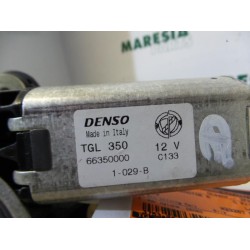 MARESIA
DENSO
Made in Italy
TGL 350 12 V
66350000 C133
1-029-B